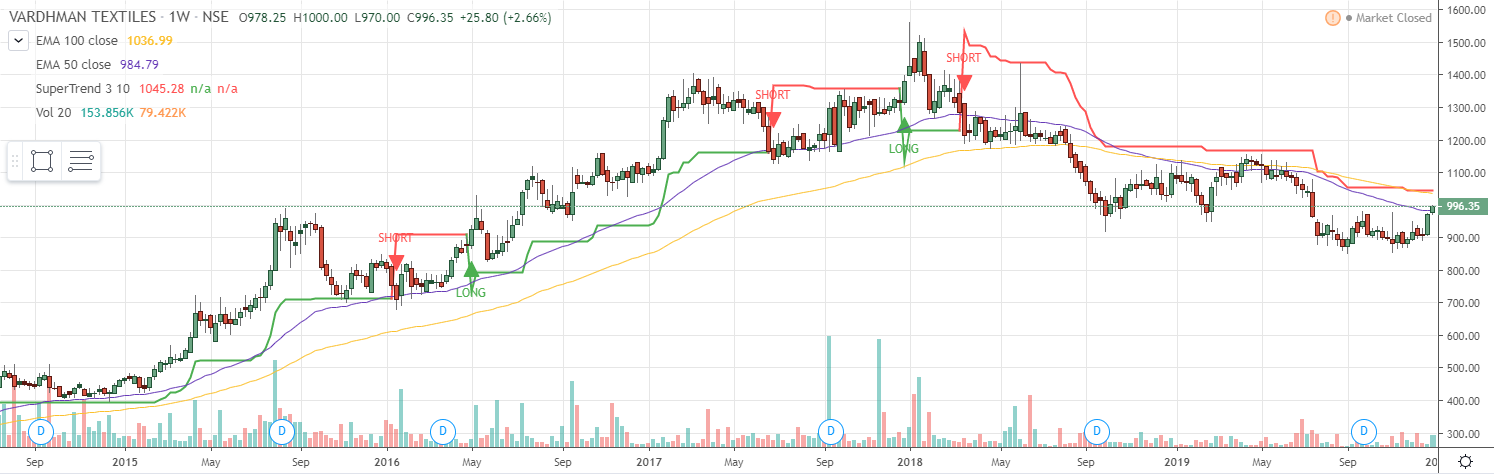 VARDHMAN TEXTILES · 1W · NSE O978.25 H1000.00 L970.00 C996.35 +25.80 (+2.66%)
! Market Closed
EMA 100 close 1036.99
EMA 50 close 984.79
SuperTrend 3 10 1045.28 n/a n/a
Vol 20 153.856K 79.422K
1600.00
1500.00
1400.00
1300.00
1200.00
1100.00
996.35
900.00
800.00
700.00
600.00
500.00
400.00
300.00
SHORT
LONG
SHORT
LONG
SHORT
D
D
D
D
D
D
Sep 2015 May Sep 2016 May Sep 2017 May Sep 2018 May Sep 2019 May Sep 20